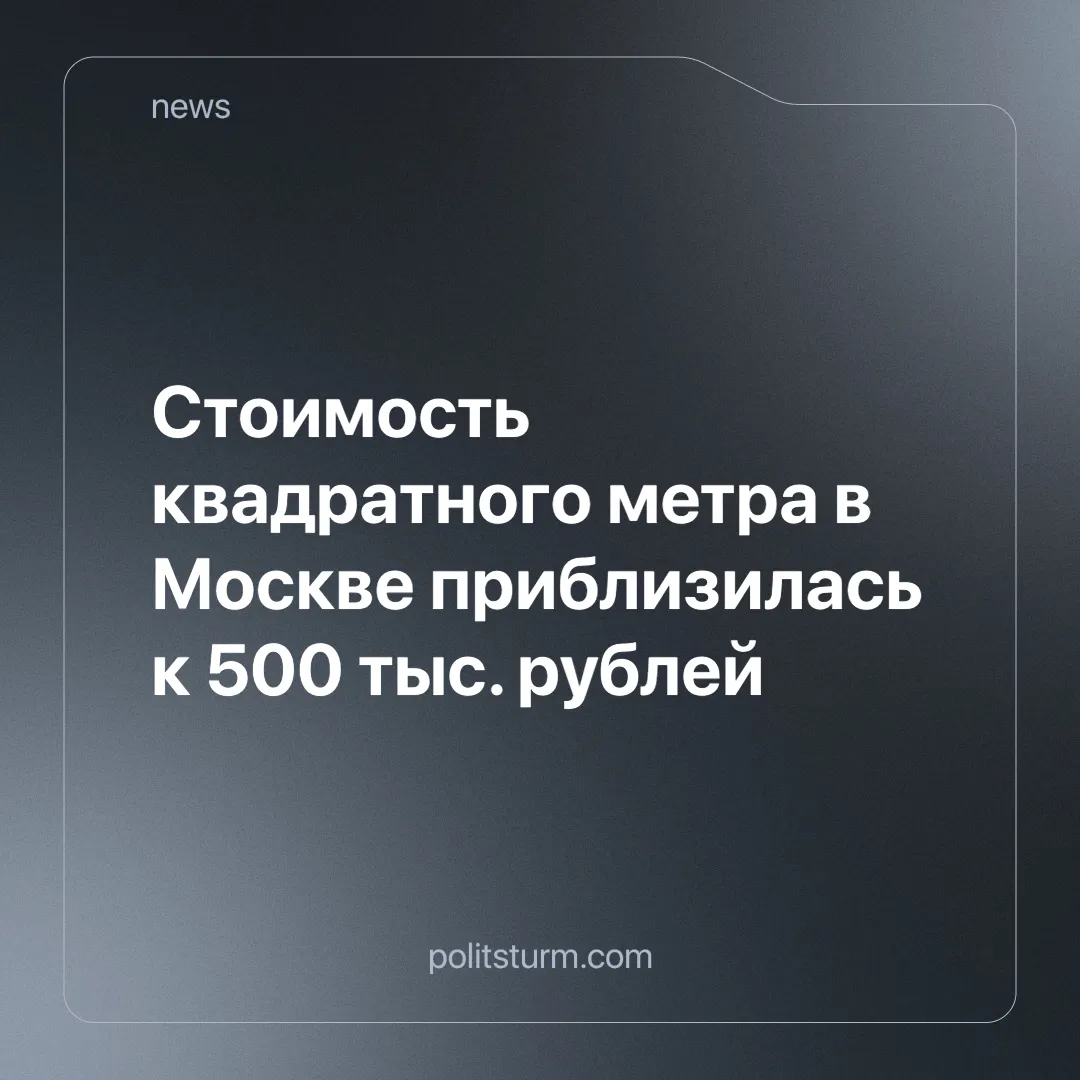 news
Стоимость
квадратного метра в
Москве приблизилась
к 500 тыс. рублей
politsturm.com